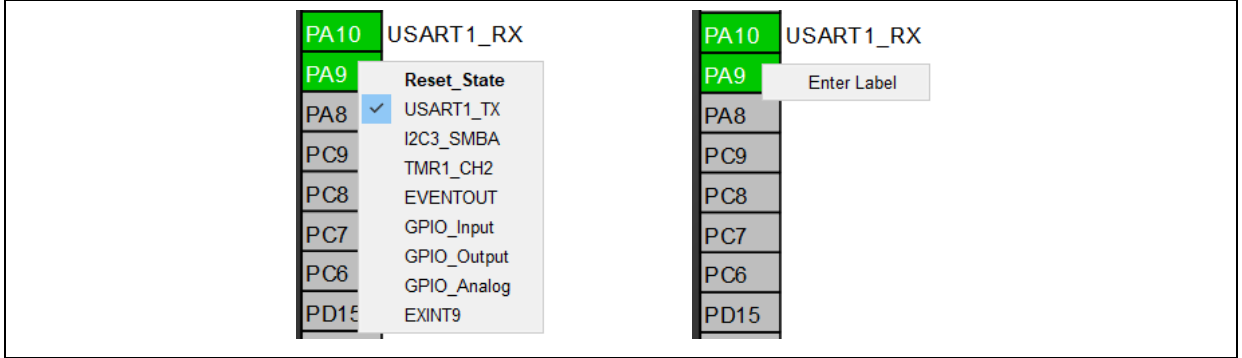 PA10 USART1_RX
PA9
PA8
PC9
PC8
PC7
PC6
PD15
Reset_State
USART1_TX
I2C3_SMBA
TMR1_CH2
EVENTOUT
GPIO_Input
GPIO_Output
GPIO_Analog
EXINT9
PA10 USART1_RX
PA9
Enter Label
PA8
PC9
PC8
PC7
PC6
PD15